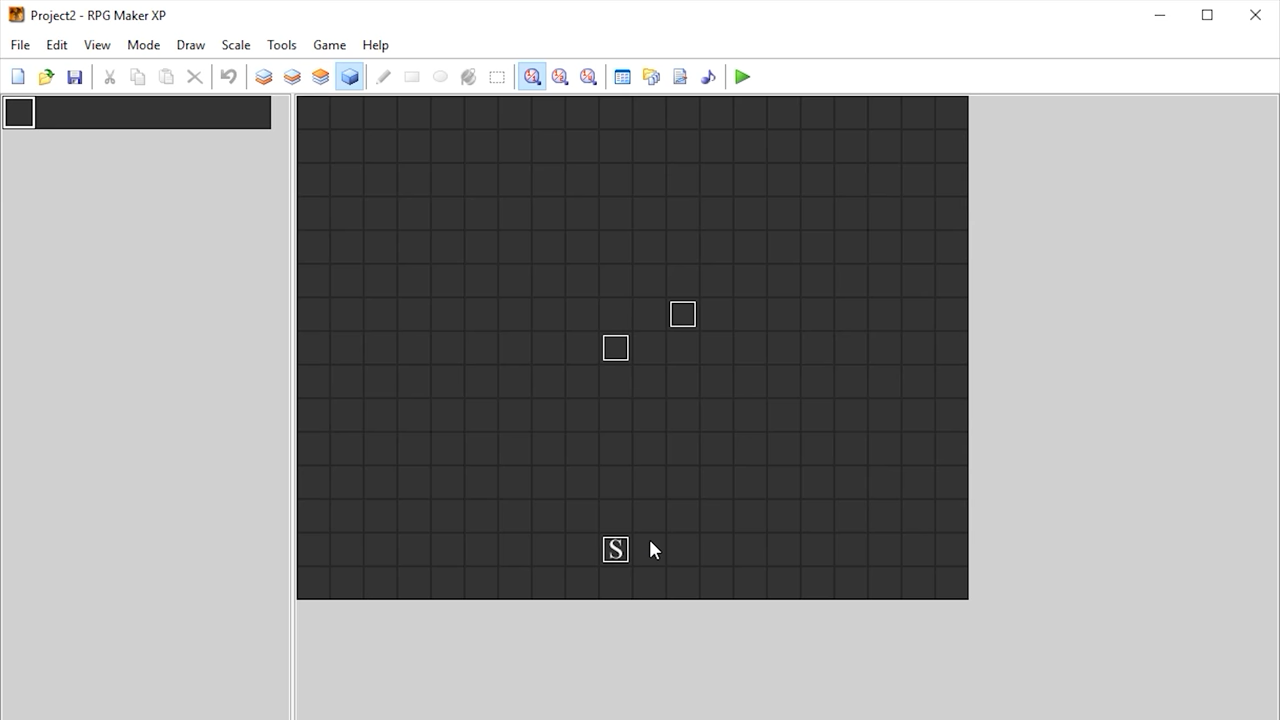 Project2 - RPG Maker XP
File Edit View Mode Draw Scale Tools Game Help
S